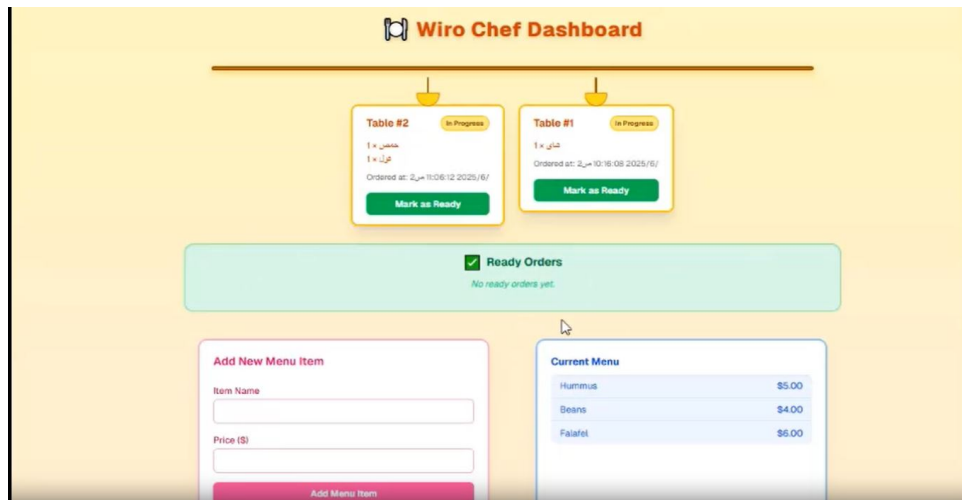 Wiro Chef Dashboard
Table #2
In Progress
حمص × 1
فول × 1
Ordered at: 2ص 11:06:12 2025/6/
Mark as Ready
Table #1
In Progress
شاي × 1
Ordered at: 2ص 10:16:08 2025/6/
Mark as Ready
Ready Orders
No ready orders yet.
Add New Menu Item
Item Name
Price ($)
Add Menu Item
Current Menu
Hummus $5.00
Beans $4.00
Falafel $6.00